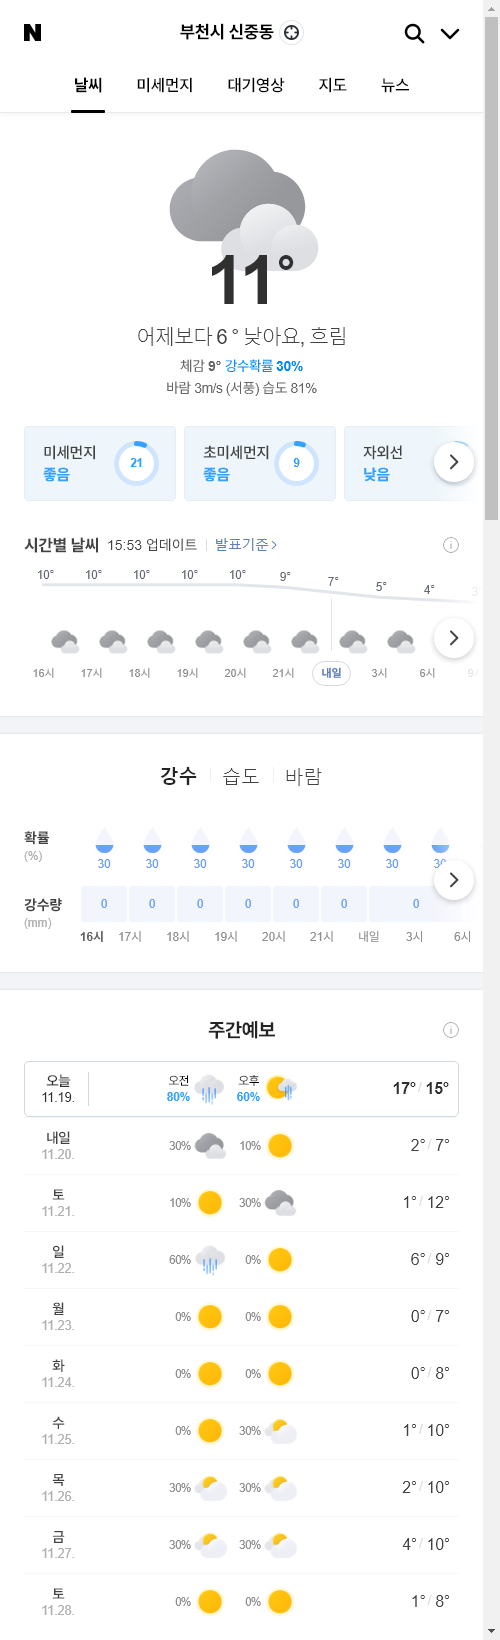 N
부천시 신중동
날씨 미세먼지 대기영상 지도 뉴스
11°
어제보다 6 ° 낮아요, 흐림
체감 9° 강수확률 30%
바람 3m/s (서풍) 습도 81%
미세먼지 좋음 21
초미세먼지 좋음 9
자외선 낮음
시간별 날씨 15:53 업데이트 발표기준
10° 10° 10° 10° 10° 9° 7° 5° 4° 3
16시 17시 18시 19시 20시 21시 내일 3시 6시
강수 습도 바람
확률 (%)
30 30 30 30 30 30 30 30
강수량 (mm)
0 0 0 0 0 0 0
16시 17시 18시 19시 20시 21시 내일 3시 6시
주간예보
오늘 11.19. 오전 80% 오후 60% 17° / 15°
내일 11.20. 30% 10% 2° / 7°
토 11.21. 10% 30% 1° / 12°
일 11.22. 60% 0% 6° / 9°
월 11.23. 0% 0% 0° / 7°
화 11.24. 0% 0% 0° / 8°
수 11.25. 0% 30% 1° / 10°
목 11.26. 30% 30% 2° / 10°
금 11.27. 30% 30% 4° / 10°
토 11.28. 0% 0% 1° / 8°